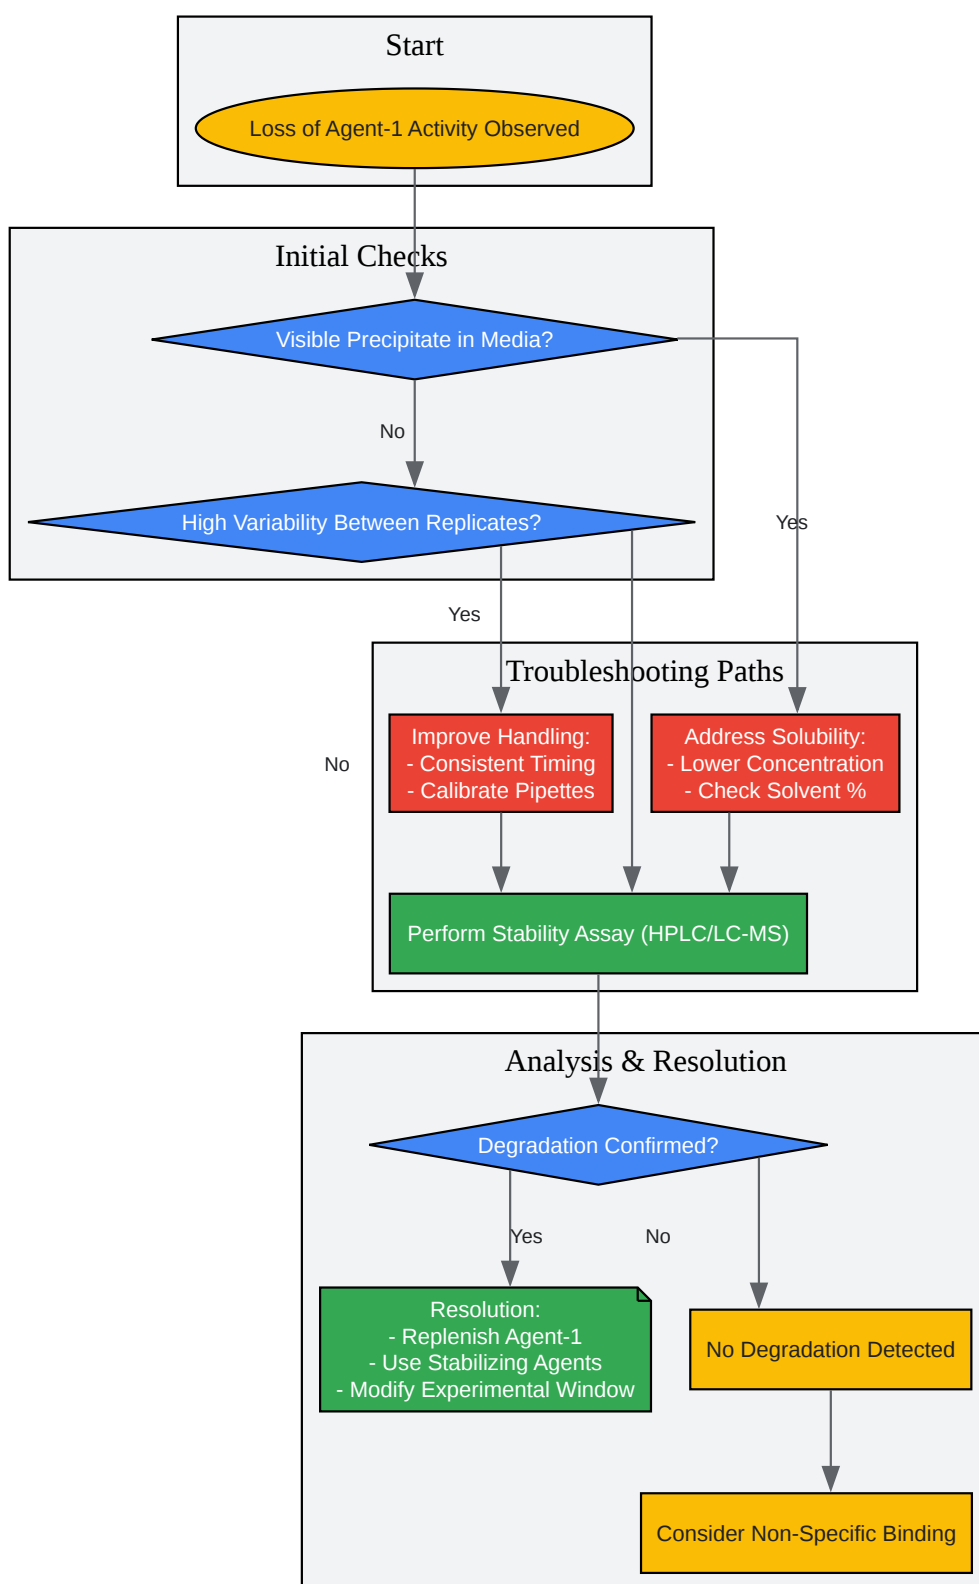 Start
Loss of Agent-1 Activity Observed
Initial Checks
Visible Precipitate in Media?
No
High Variability Between Replicates?
Yes
Yes
Troubleshooting Paths
Improve Handling:
- Consistent Timing
- Calibrate Pipettes
Address Solubility:
- Lower Concentration
- Check Solvent %
No
Perform Stability Assay (HPLC/LC-MS)
Analysis & Resolution
Degradation Confirmed?
Yes
No
Resolution:
- Replenish Agent-1
- Use Stabilizing Agents
- Modify Experimental Window
No Degradation Detected
Consider Non-Specific Binding